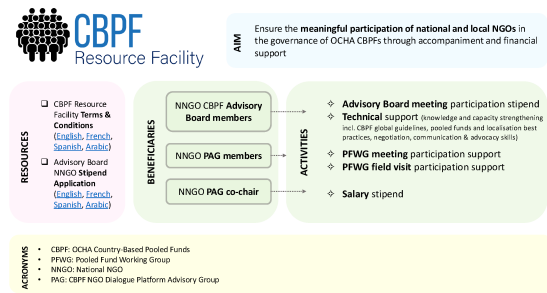 CBPF
Resource Facility
AIM
Ensure the meaningful participation of national and local NGOs in
the governance of OCHA CBPFs through accompaniment and financial
support
RESOURCES
❑ CBPF Resource
Facility Terms &
Conditions
(English, French,
Spanish, Arabic)
❑ Advisory Board
NNGO Stipend
Application
(English, French,
Spanish, Arabic)
BENEFICIARIES
NNGO CBPF Advisory
Board members
NNGO PAG members
NNGO PAG co-chair
ACTIVITIES
✧ Advisory Board meeting participation stipend
✧ Technical support (knowledge and capacity strengthening
incl. CBPF global guidelines, pooled funds and localisation best
practices, negotiation, communication & advocacy skills)
✧ PFWG meeting participation support
✧ PFWG field visit participation support
✧ Salary stipend
ACRONYMS
• CBPF: OCHA Country-Based Pooled Funds
• PFWG: Pooled Fund Working Group
• NNGO: National NGO
• PAG: CBPF NGO Dialogue Platform Advisory Group